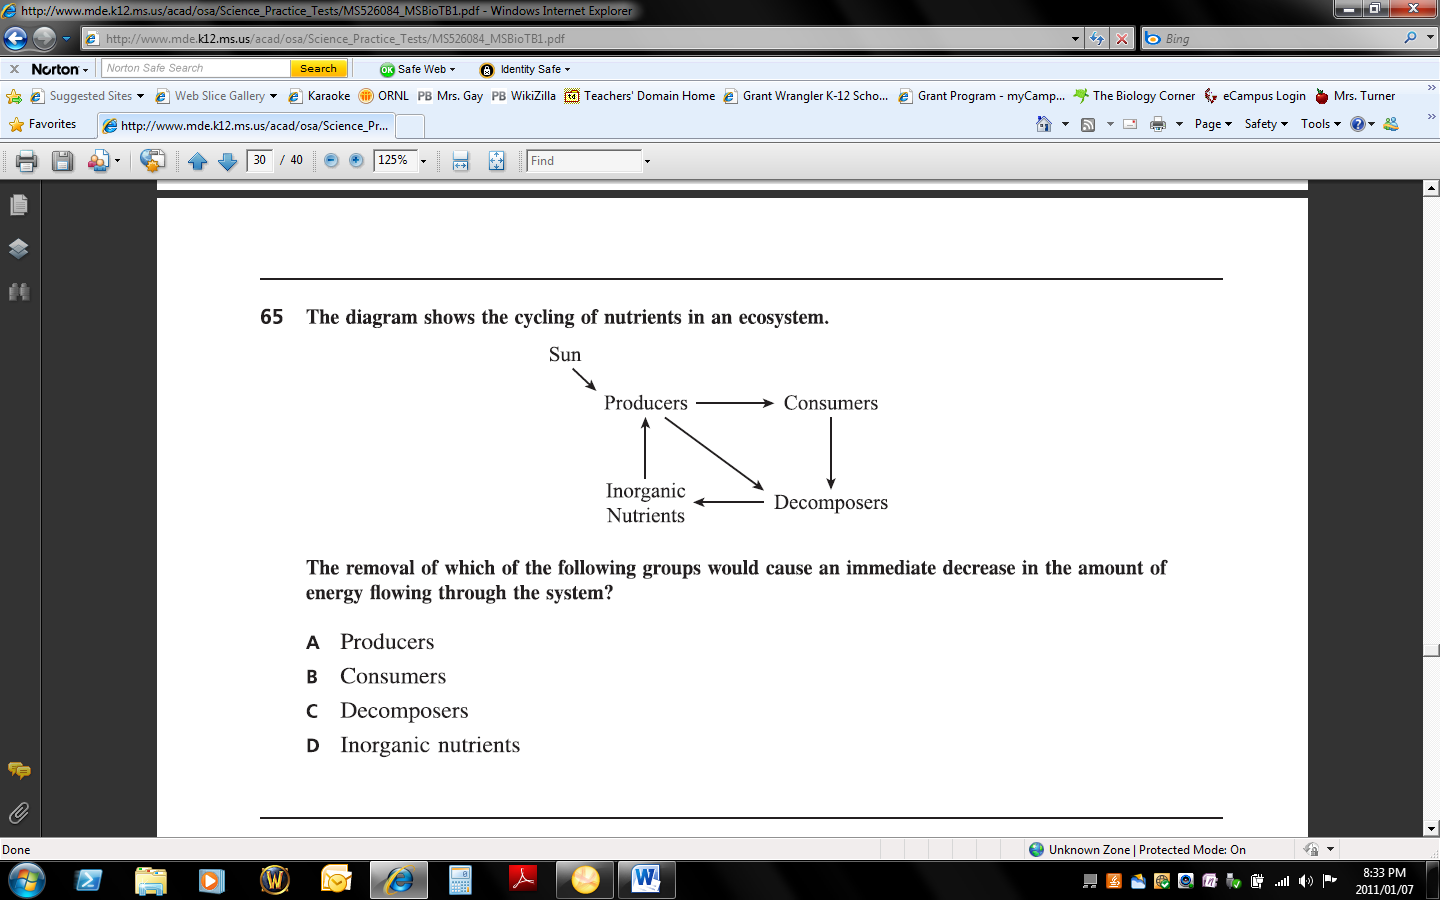 http://www.mde.k12.ms.us/acad/osa/Science_Practice_Tests/MS526084_MSBioTB1.pdf - Windows Internet Explorer
http://www.mde.k12.ms.us/acad/osa/Science_Practice_Tests/MS526084_MSBioTB1.pdf
Bing
X Norton Norton Safe Search Search OK Safe Web Identity Safe
Suggested Sites Web Slice Gallery Karaoke ORNL PB Mrs. Gay PB WikiZilla td Teachers' Domain Home Grant Wrangler K-12 Scho... Grant Program - myCamp... The Biology Corner eCampus Login Mrs. Turner
Favorites http://www.mde.k12.ms.us/acad/osa/Science_Pr... Page Safety Tools
30 / 40 125% Find
65 The diagram shows the cycling of nutrients in an ecosystem.
Sun
Producers Consumers
Inorganic
Nutrients
Decomposers
The removal of which of the following groups would cause an immediate decrease in the amount of
energy flowing through the system?
A Producers
B Consumers
C Decomposers
D Inorganic nutrients
Done Unknown Zone | Protected Mode: On
8:33 PM
2011/01/07